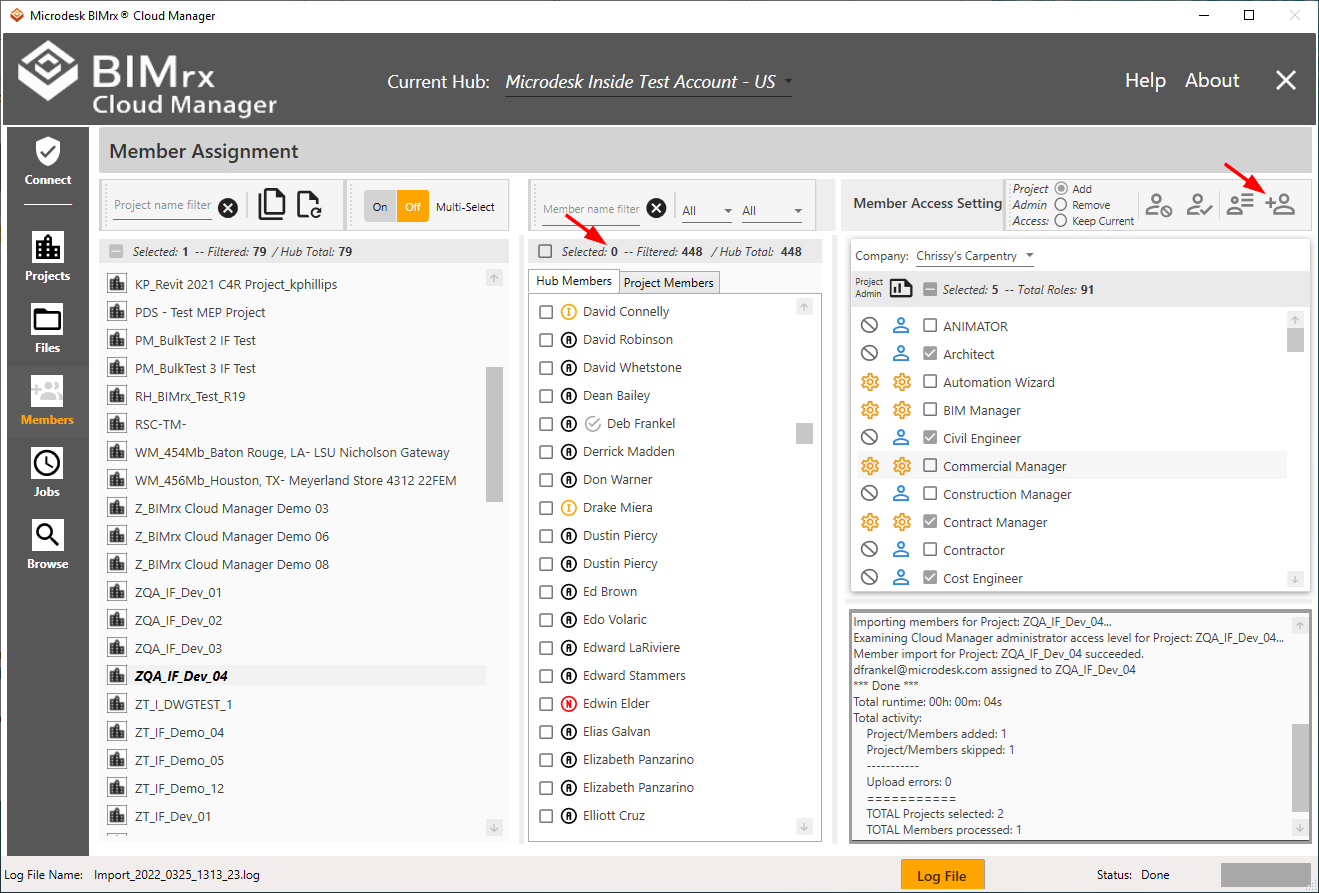 Microdesk BIMrx® Cloud Manager
BIMrx
Cloud Manager
Current Hub: Microdesk Inside Test Account - US
Help About
Connect
Projects
Files
Members
Jobs
Browse
Member Assignment
Project name filter
On Off Multi-Select
Selected: 1 -- Filtered: 79 / Hub Total: 79
KP_Revit 2021 C4R Project_kphillips
PDS - Test MEP Project
PM_BulkTest 2 IF Test
PM_BulkTest 3 IF Test
RH_BIMrx_Test_R19
RSC-TM-
WM_454Mb_Baton Rouge, LA- LSU Nicholson Gateway
WM_456Mb_Houston, TX- Meyerland Store 4312 22FEM
Z_BIMrx Cloud Manager Demo 03
Z_BIMrx Cloud Manager Demo 06
Z_BIMrx Cloud Manager Demo 08
ZQA_IF_Dev_01
ZQA_IF_Dev_02
ZQA_IF_Dev_03
ZQA_IF_Dev_04
ZT_I_DWGTEST_1
ZT_IF_Demo_04
ZT_IF_Demo_05
ZT_IF_Demo_12
ZT_IF_Dev_01
Member name filter
All All
Selected: 0 -- Filtered: 448 / Hub Total: 448
Hub Members Project Members
I David Connelly
A David Robinson
A David Whetstone
A Dean Bailey
A Deb Frankel
A Derrick Madden
A Don Warner
I Drake Miera
A Dustin Piercy
A Dustin Piercy
A Ed Brown
A Edo Volaric
A Edward LaRiviere
A Edward Stammers
N Edwin Elder
A Elias Galvan
A Elizabeth Panzarino
A Elizabeth Panzarino
A Elliott Cruz
Member Access Setting
Project Admin Access:
Add
Remove
Keep Current
Company: Chrissy's Carpentry
Project Admin
Selected: 5 -- Total Roles: 91
ANIMATOR
Architect
Automation Wizard
BIM Manager
Civil Engineer
Commercial Manager
Construction Manager
Contract Manager
Contractor
Cost Engineer
Importing members for Project: ZQA_IF_Dev_04...
Examining Cloud Manager administrator access level for Project: ZQA_IF_Dev_04...
Member import for Project: ZQA_IF_Dev_04 succeeded.
dfrankel@microdesk.com assigned to ZQA_IF_Dev_04
*** Done ***
Total runtime: 00h: 00m: 04s
Total activity:
Project/Members added: 1
Project/Members skipped: 1
-----------
Upload errors: 0
===========
TOTAL Projects selected: 2
TOTAL Members processed: 1
Log File Name: Import_2022_0325_1313_23.log
Log File
Status: Done